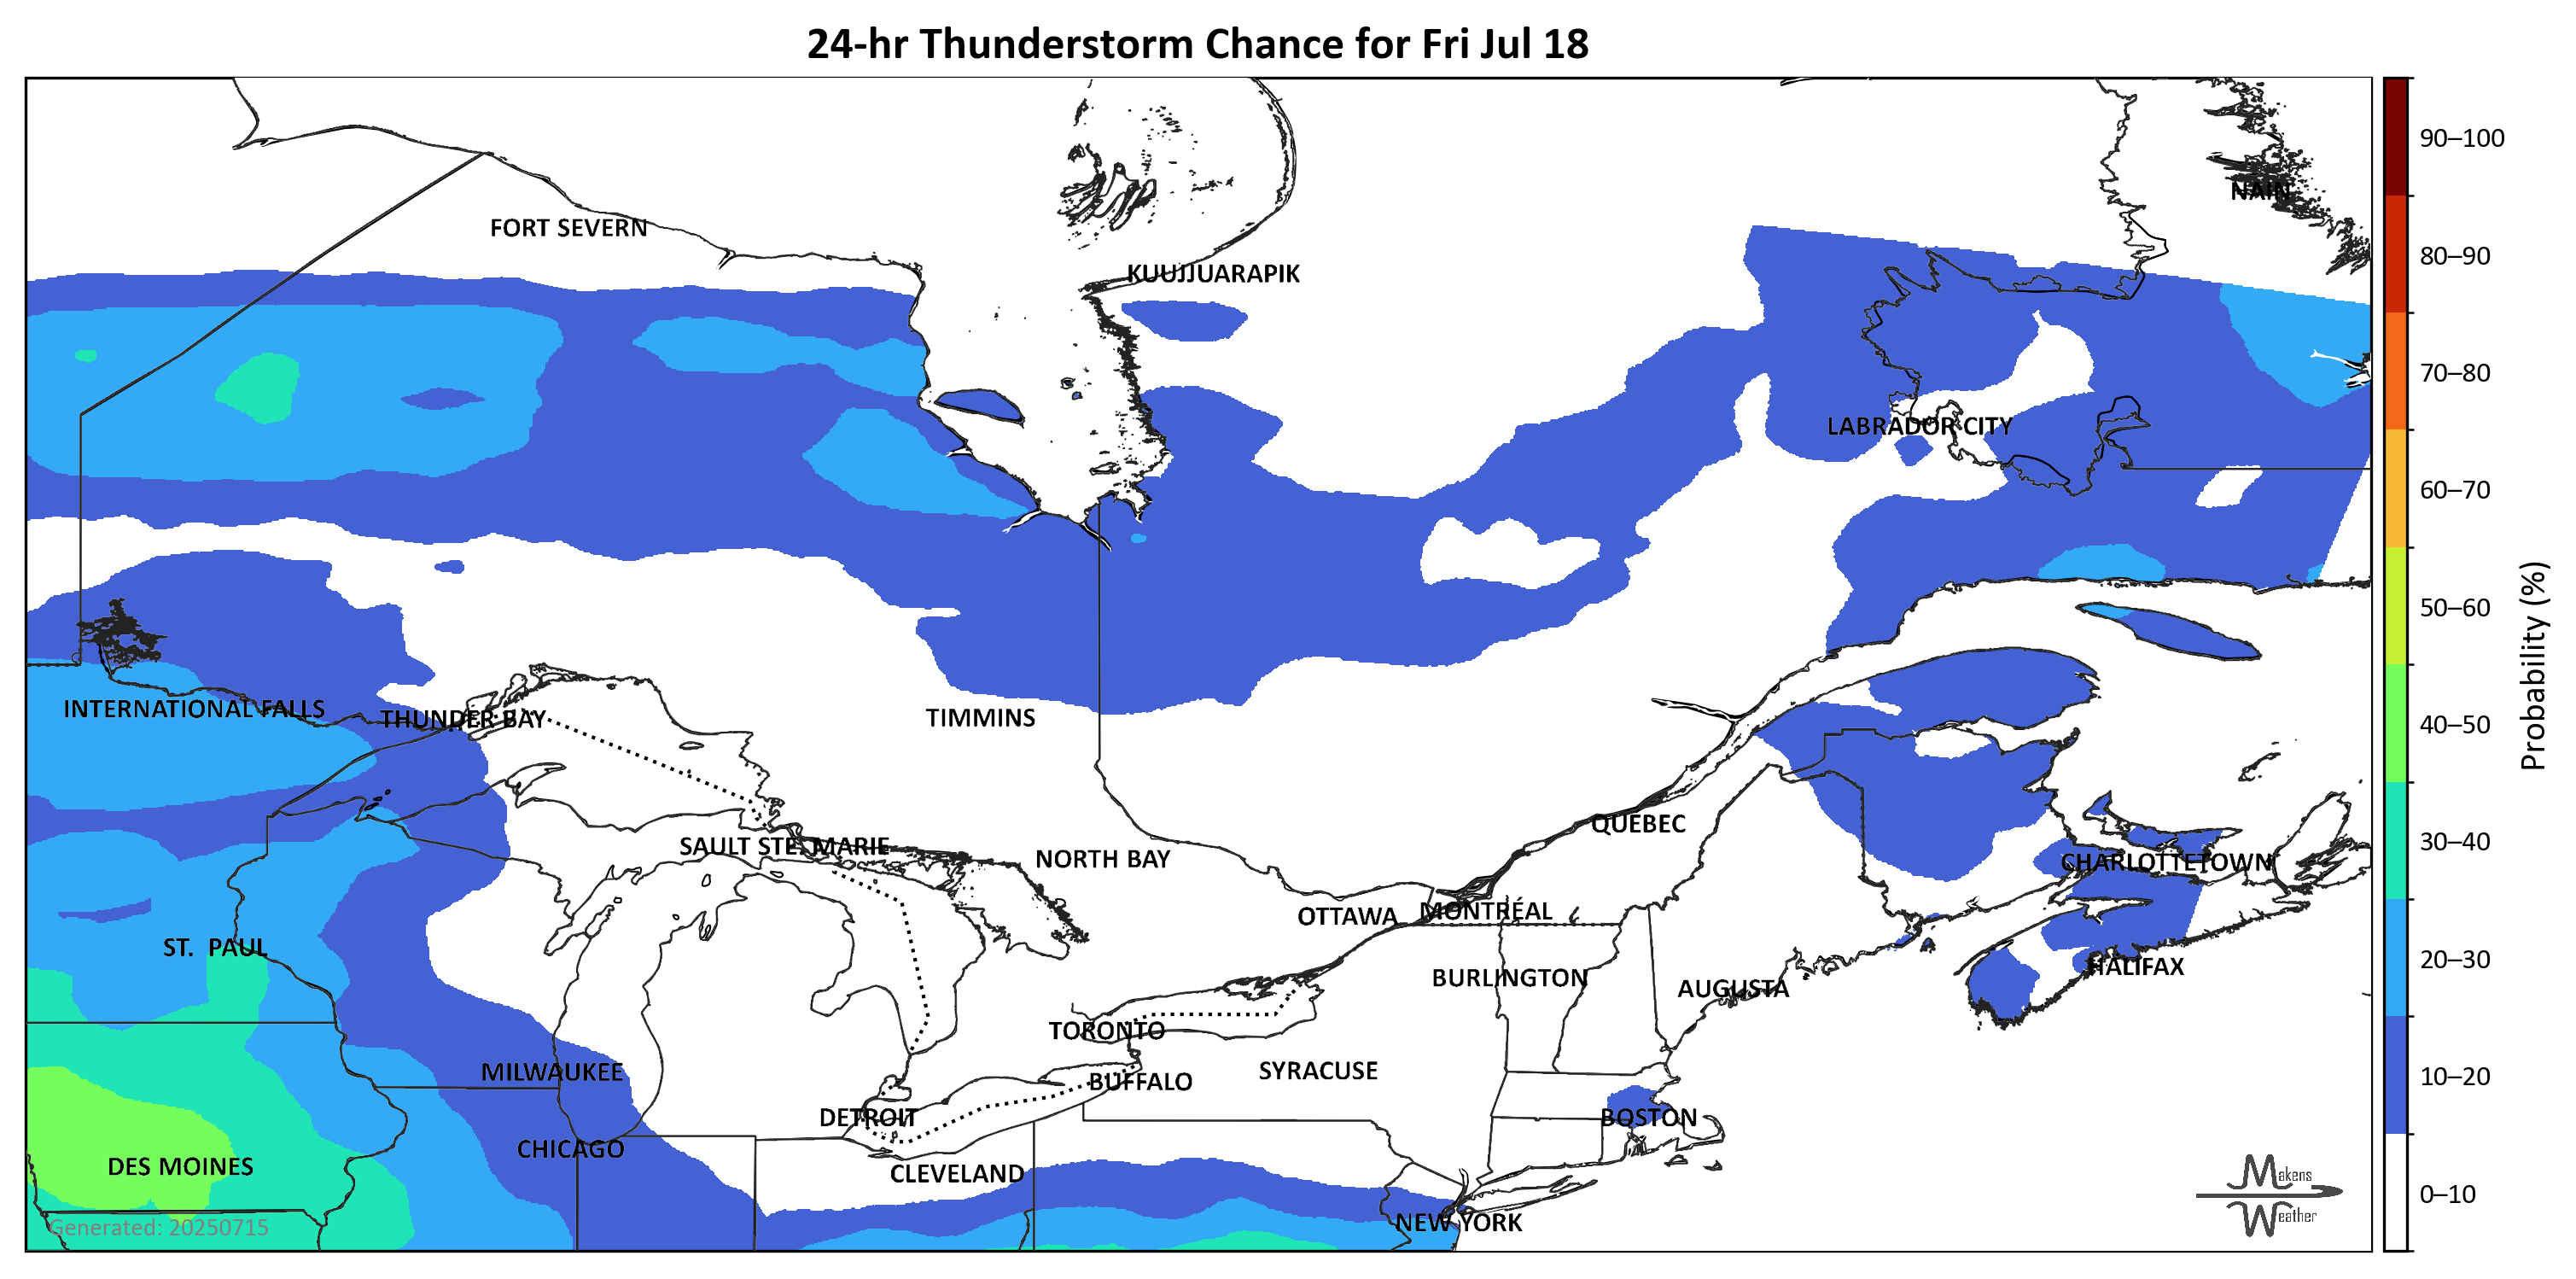 24-hr Thunderstorm Chance for Fri Jul 18
NAIN
FORT SEVERN
KUUJJUARAPIK
LABRADOR CITY
INTERNATIONAL FALLS
THUNDER BAY
TIMMINS
QUEBEC
SAULT STE. MARIE
NORTH BAY
CHARLOTTETOWN
OTTAWA
MONTRÉAL
ST. PAUL
HALIFAX
BURLINGTON
AUGUSTA
TORONTO
MILWAUKEE
SYRACUSE
BUFFALO
DETROIT
BOSTON
CHICAGO
DES MOINES
CLEVELAND
NEW YORK
Generated: 20250715
Makens
Weather
90–100
80–90
70–80
60–70
50–60
40–50
30–40
20–30
10–20
0–10
Probability (%)